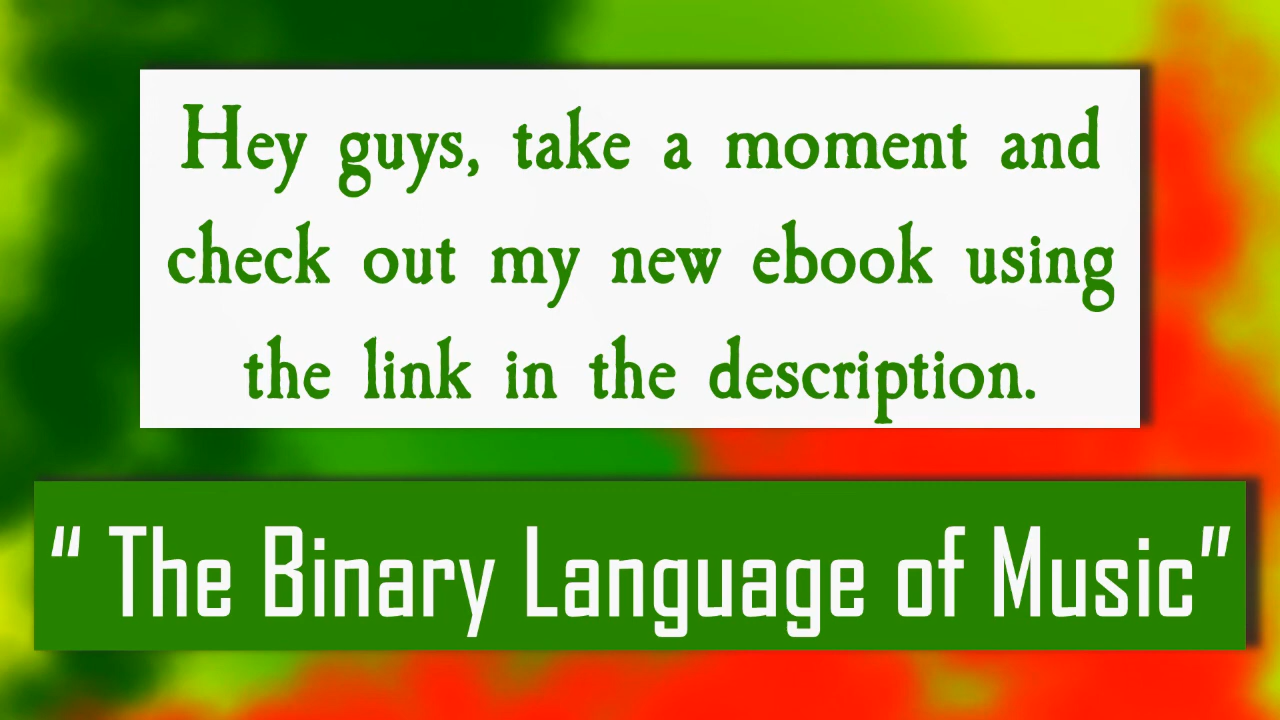 Hey guys, take a moment and
check out my new ebook using
the link in the description.
“ The Binary Language of Music”